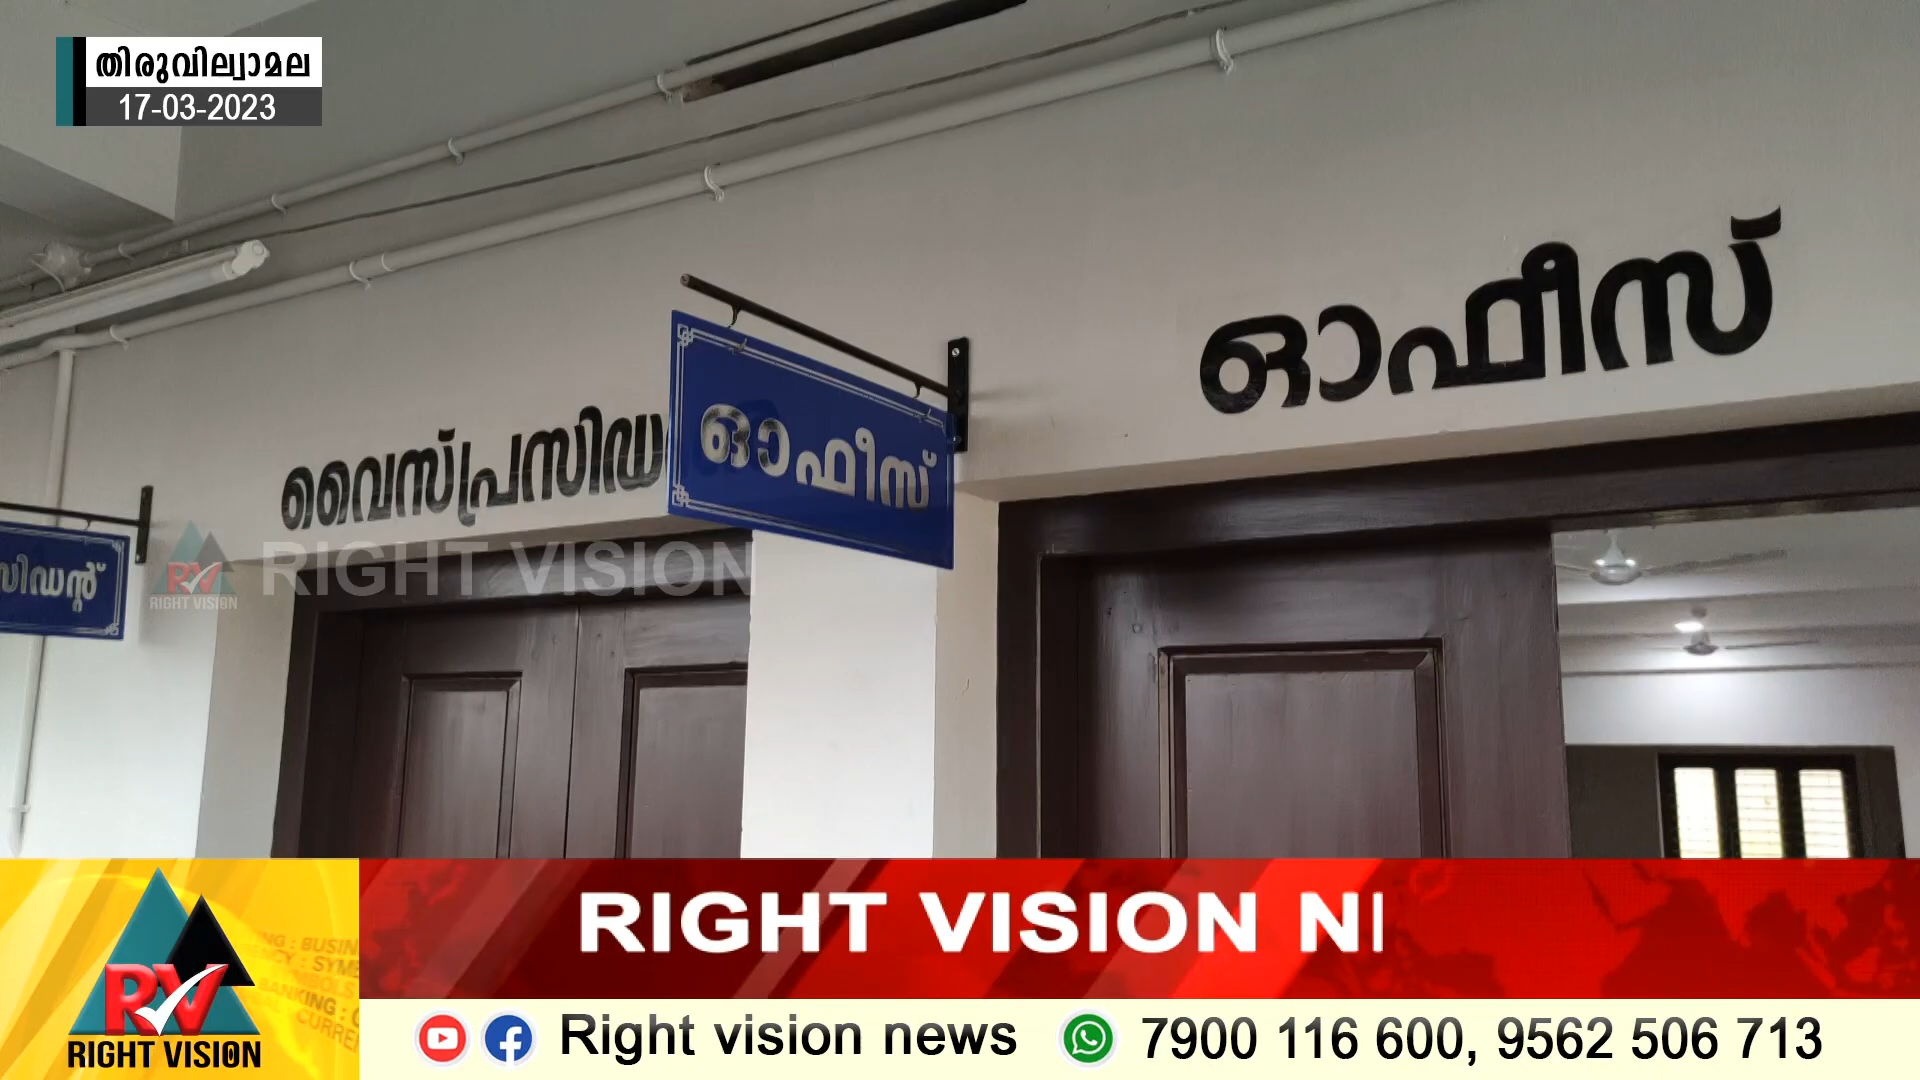 തിരുവില്വാമല
17-03-2023
ഓഫീസ്
വൈസ്പ്രസിഡ
ഓഫീസ്
സിഡന്റ്
RIGHT VISION
RIGHT VISION
RIGHT VISION
RIGHT VISION
Right vision news
7900 116 600, 9562 506 713